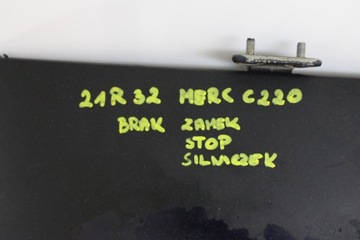 21R32 MERC C220
BRAK ZAMEK
STOP
SILNICZEK